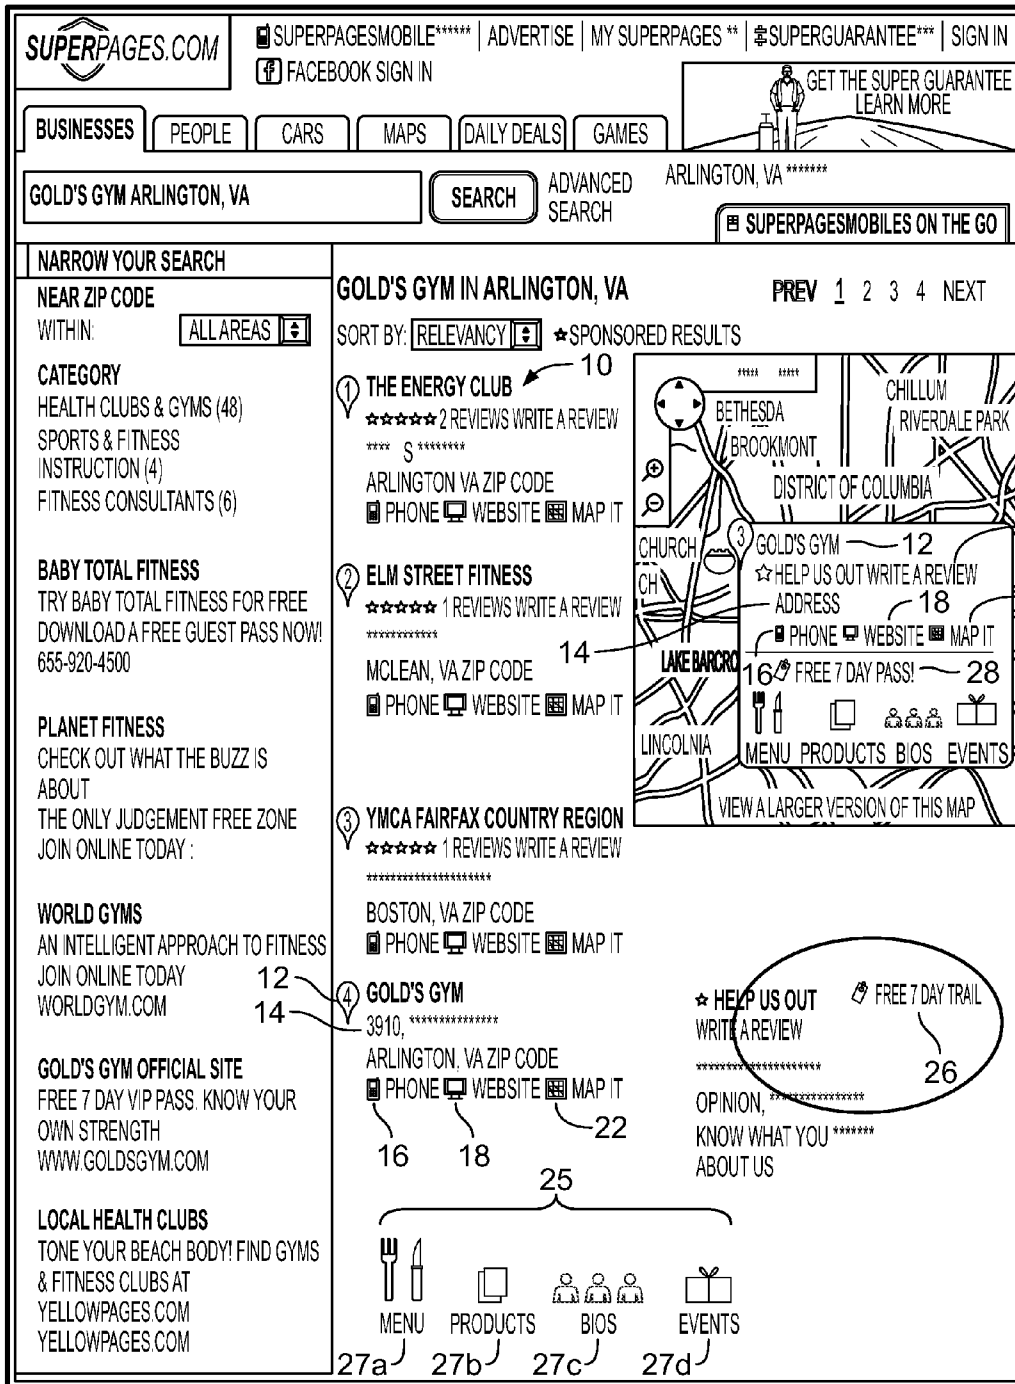 SUPERPAGES.COM
SUPERPAGESMOBILE****** | ADVERTISE | MY SUPERPAGES ** | SUPERGUARANTEE*** | SIGN IN
FACEBOOK SIGN IN
GET THE SUPER GUARANTEE
LEARN MORE
BUSINESSES PEOPLE CARS MAPS DAILY DEALS GAMES
GOLD'S GYM ARLINGTON, VA
SEARCH
ADVANCED
SEARCH
ARLINGTON, VA *******
SUPERPAGESMOBILES ON THE GO
NARROW YOUR SEARCH
NEAR ZIP CODE
WITHIN: ALL AREAS
CATEGORY
HEALTH CLUBS & GYMS (48)
SPORTS & FITNESS
INSTRUCTION (4)
FITNESS CONSULTANTS (6)
BABY TOTAL FITNESS
TRY BABY TOTAL FITNESS FOR FREE
DOWNLOAD A FREE GUEST PASS NOW!
655-920-4500
PLANET FITNESS
CHECK OUT WHAT THE BUZZ IS
ABOUT
THE ONLY JUDGEMENT FREE ZONE
JOIN ONLINE TODAY :
WORLD GYMS
AN INTELLIGENT APPROACH TO FITNESS
JOIN ONLINE TODAY
WORLDGYM.COM
GOLD'S GYM OFFICIAL SITE
FREE 7 DAY VIP PASS. KNOW YOUR
OWN STRENGTH
WWW.GOLDSGYM.COM
LOCAL HEALTH CLUBS
TONE YOUR BEACH BODY! FIND GYMS
& FITNESS CLUBS AT
YELLOWPAGES.COM
YELLOWPAGES.COM
GOLD'S GYM IN ARLINGTON, VA
PREV 1 2 3 4 NEXT
SORT BY: RELEVANCY ★SPONSORED RESULTS
10
1 THE ENERGY CLUB
☆☆☆☆☆ 2 REVIEWS WRITE A REVIEW
**** S ********
ARLINGTON VA ZIP CODE
PHONE WEBSITE MAP IT
2 ELM STREET FITNESS
☆☆☆☆☆ 1 REVIEWS WRITE A REVIEW
************
MCLEAN, VA ZIP CODE
PHONE WEBSITE MAP IT
3 YMCA FAIRFAX COUNTRY REGION
☆☆☆☆☆ 1 REVIEWS WRITE A REVIEW
*********************
BOSTON, VA ZIP CODE
PHONE WEBSITE MAP IT
12
4 GOLD'S GYM
14
3910, ***************
ARLINGTON, VA ZIP CODE
PHONE WEBSITE MAP IT
16 18 22
***** *****
CHILLUM
BETHESDA
RIVERDALE PARK
BROOKMONT
DISTRICT OF COLUMBIA
CHURCH
CH
LAKE BARCRO
LINCOLNIA
3 GOLD'S GYM 12
☆HELP US OUT WRITE A REVIEW
ADDRESS 18
14
PHONE WEBSITE MAP IT
16 FREE 7 DAY PASS! 28
MENU PRODUCTS BIOS EVENTS
VIEW A LARGER VERSION OF THIS MAP
☆ HELP US OUT FREE 7 DAY TRAIL
WRITE A REVIEW
26
*********************
OPINION, ****************
KNOW WHAT YOU *******
ABOUT US
25
MENU PRODUCTS BIOS EVENTS
27a 27b 27c 27d